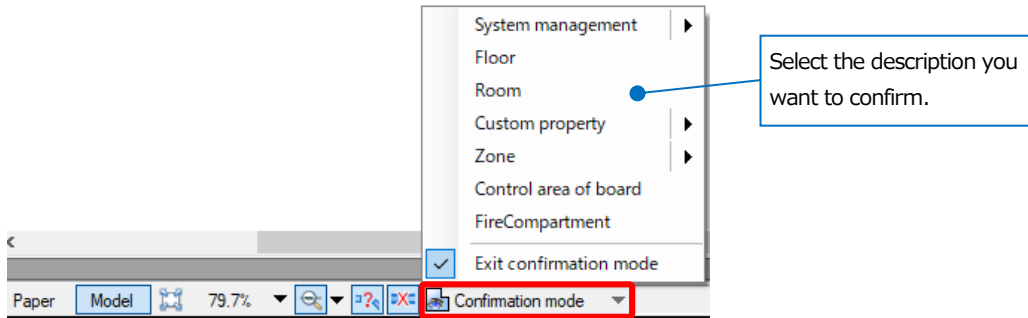 System management
Floor
Room
Custom property
Zone
Control area of board
FireCompartment
Exit confirmation mode
Select the description you
want to confirm.
Paper Model 79.7% Confirmation mode